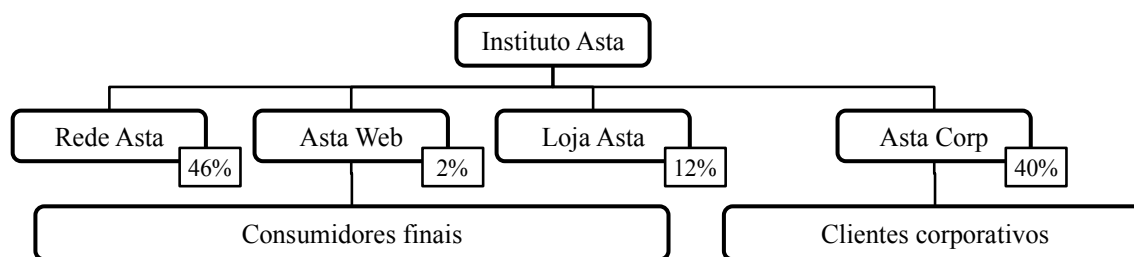 Instituto Asta
Rede Asta
46%
Asta Web
2%
Loja Asta
12%
Asta Corp
40%
Consumidores finais
Clientes corporativos